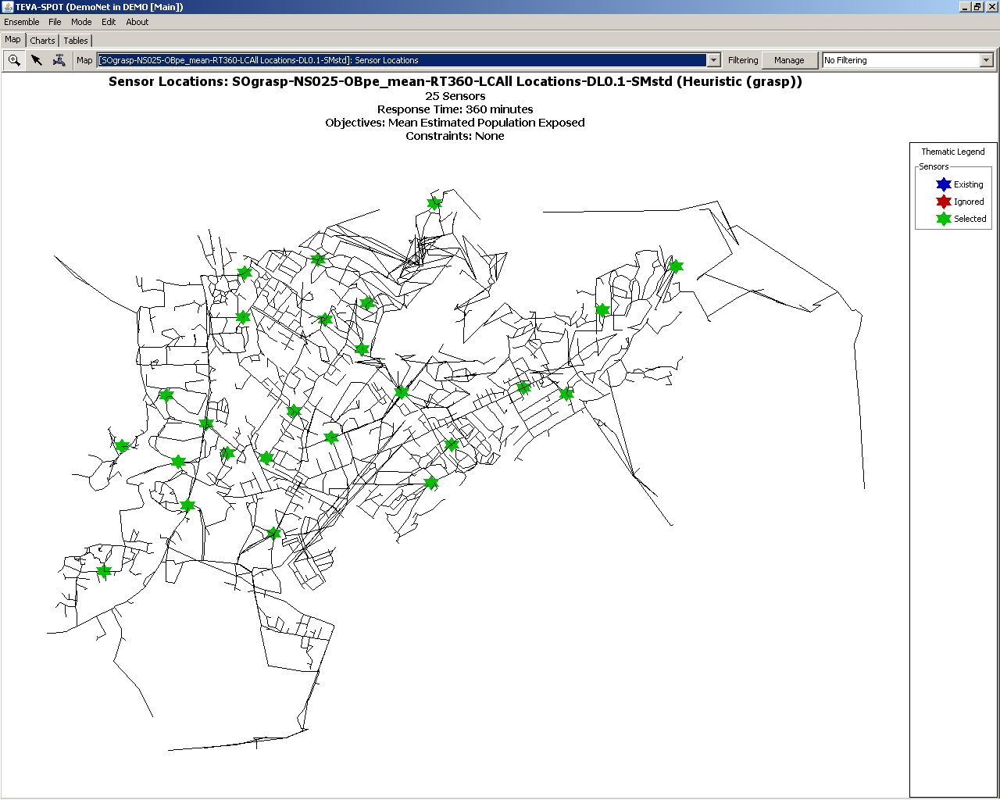 TEVA-SPOT (DemoNet in DEMO [Main])
Ensemble File Mode Edit About
Map Charts Tables
Map [SOgrasp-NS025-OBpe_mean-RT360-LCAll Locations-DL0.1-SMstd]: Sensor Locations Filtering Manage No Filtering
Sensor Locations: SOgrasp-NS025-OBpe_mean-RT360-LCAll Locations-DL0.1-SMstd (Heuristic (grasp))
25 Sensors
Response Time: 360 minutes
Objectives: Mean Estimated Population Exposed
Constraints: None
Thematic Legend
Sensors
Existing
Ignored
Selected